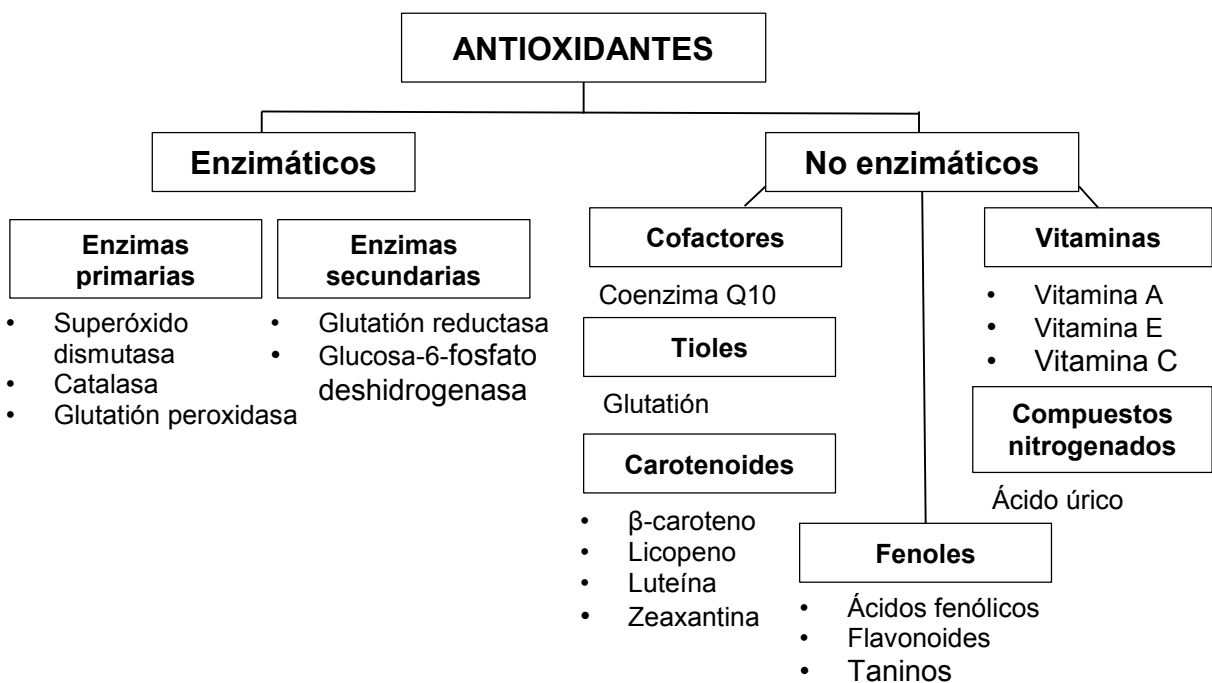 ANTIOXIDANTES
Enzimáticos
No enzimáticos
Enzimas
primarias
• Superóxido
dismutasa
• Catalasa
• Glutatión peroxidasa
Enzimas
secundarias
• Glutatión reductasa
• Glucosa-6-fosfato
deshidrogenasa
Cofactores
Coenzima Q10
Tioles
Glutatión
Carotenoides
• β-caroteno
• Licopeno
• Luteína
• Zeaxantina
Fenoles
• Ácidos fenólicos
• Flavonoides
• Taninos
Vitaminas
• Vitamina A
• Vitamina E
• Vitamina C
Compuestos
nitrogenados
Ácido úrico